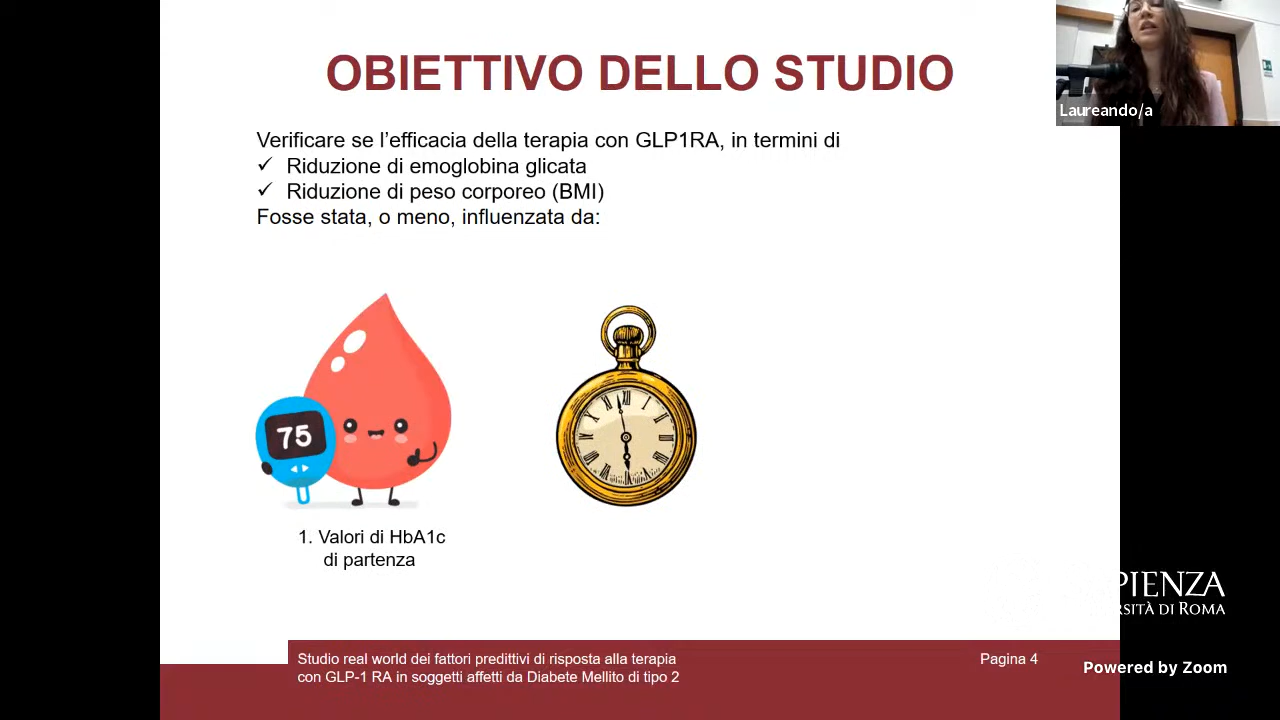 OBIETTIVO DELLO STUDIO
Laureando/a
Verificare se l'efficacia della terapia con GLP1RA, in termini di
✓ Riduzione di emoglobina glicata
✓ Riduzione di peso corporeo (BMI)
Fosse stata, o meno, influenzata da:
75
1. Valori di HbA1c
di partenza
PIENZA
RSITÀ DI ROMA
Studio real world dei fattori predittivi di risposta alla terapia
con GLP-1 RA in soggetti affetti da Diabete Mellito di tipo 2
Pagina 4
Powered by Zoom